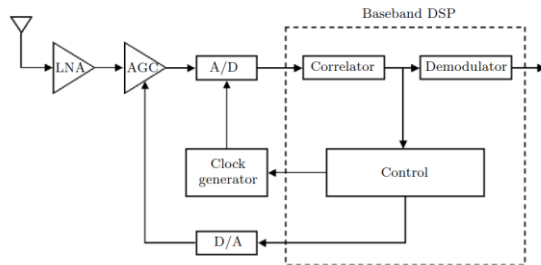 Baseband DSP
LNA
AGC
A/D
Correlator
Demodulator
Clock
generator
Control
D/A